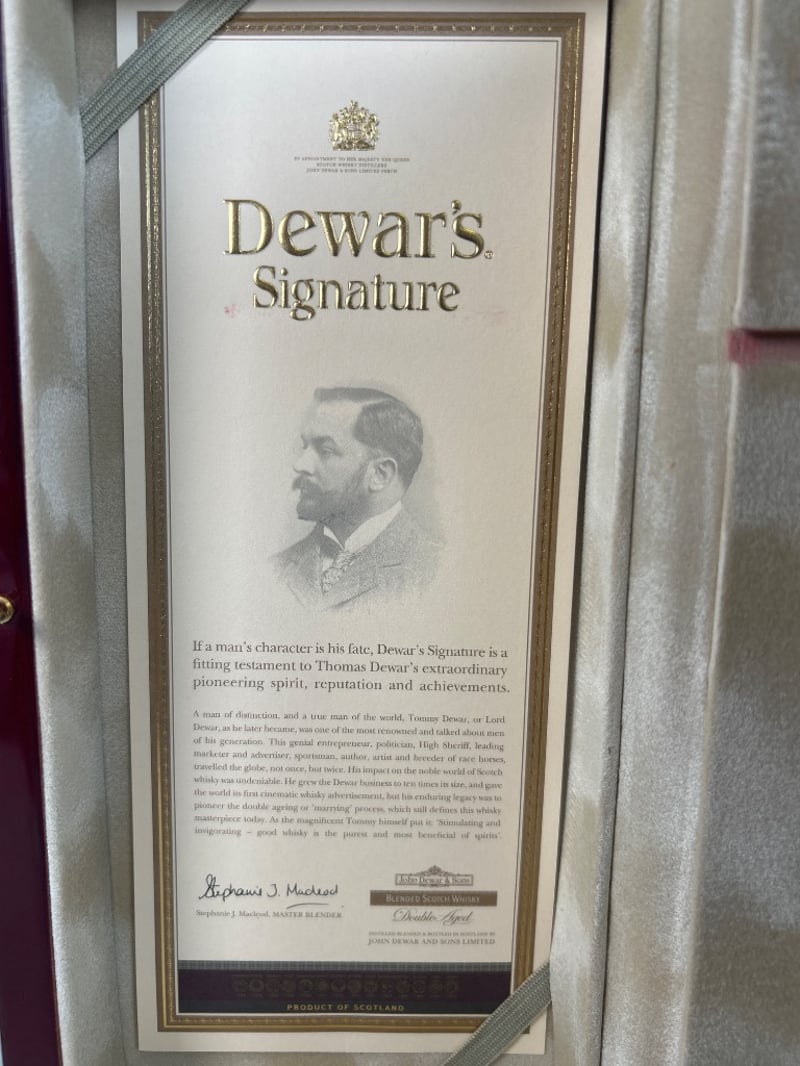 BY APPOINTMENT TO HER MAJESTY THE QUEEN
SCOTCH WHISKY DISTILLERS
JOHN DEWAR & SONS LIMITED PERTH
Dewar's
Signature
If a man's character is his fate, Dewar's Signature is a
fitting testament to Thomas Dewar's extraordinary
pioneering spirit, reputation and achievements.
A man of distinction, and a true man of the world, Tommy Dewar, or Lord
Dewar, as he later became, was one of the most renowned and talked about men
of his generation. This genial entrepreneur, politician, High Sheriff, leading
marketer and advertiser, sportsman, author, artist and breeder of race horses,
travelled the globe, not once, but twice. His impact on the noble world of Scotch
whisky was undeniable. He grew the Dewar business to ten times its size, and gave
the world its first cinematic whisky advertisement, but his enduring legacy was to
pioneer the double ageing or 'marrying' process, which still defines this whisky
masterpiece today. As the magnificent Tommy himself put it: 'Stimulating and
invigorating – good whisky is the purest and most beneficial of spirits'.
Stephanie J. Macleod
Stephanie J. Macleod, MASTER BLENDER
John Dewar & Sons
BLENDED SCOTCH WHISKY
Double Aged
DISTILLED BLENDED & BOTTLED IN SCOTLAND BY
JOHN DEWAR AND SONS LIMITED
PRODUCT OF SCOTLAND